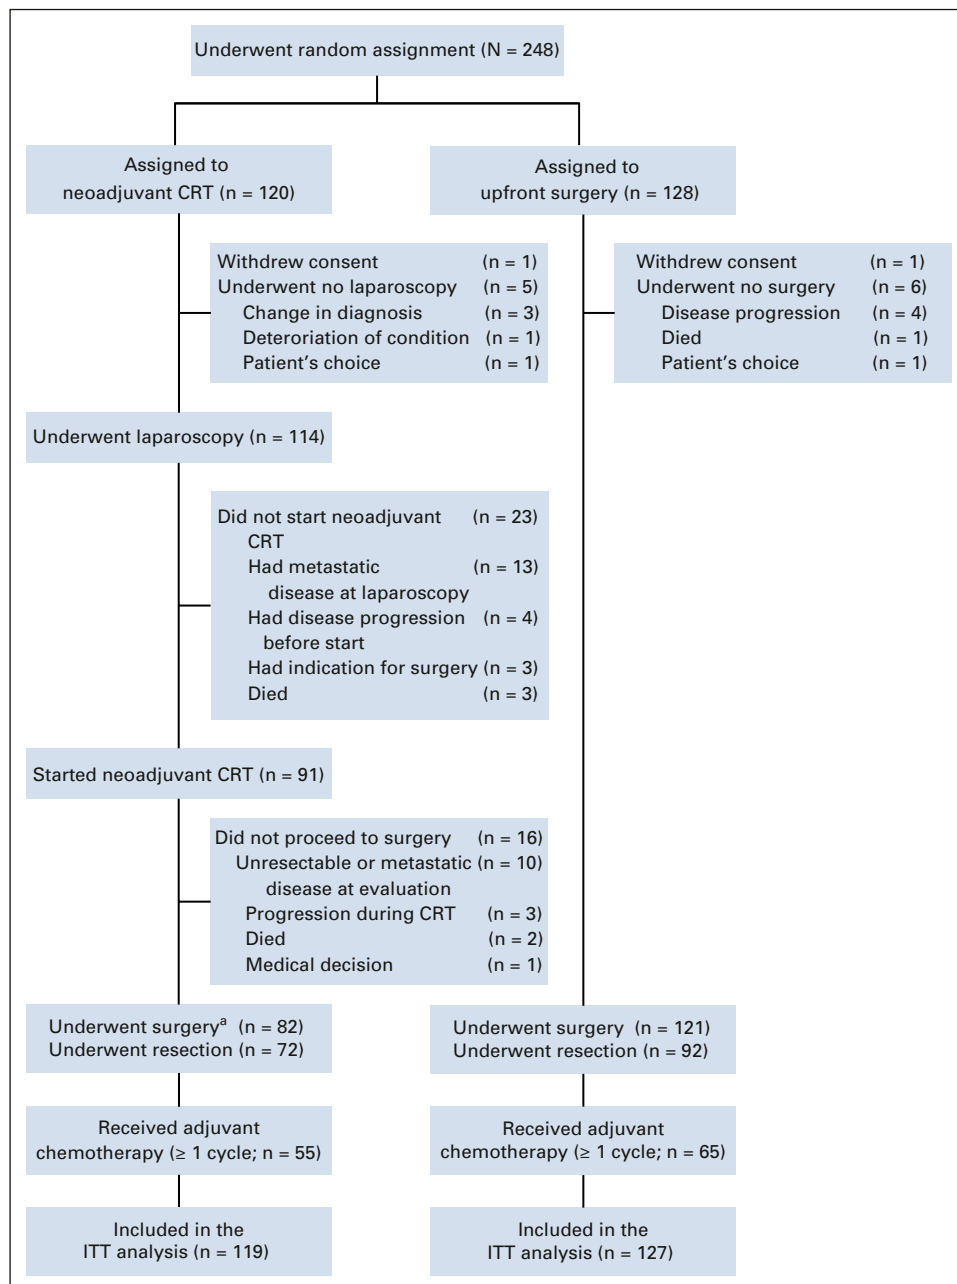 Underwent random assignment (N = 248)
Assigned to
neoadjuvant CRT (n = 120)
Assigned to
upfront surgery (n = 128)
Withdrew consent (n = 1)
Underwent no laparoscopy (n = 5)
Change in diagnosis (n = 3)
Deteroriation of condition (n = 1)
Patient's choice (n = 1)
Withdrew consent (n = 1)
Underwent no surgery (n = 6)
Disease progression (n = 4)
Died (n = 1)
Patient's choice (n = 1)
Underwent laparoscopy (n = 114)
Did not start neoadjuvant (n = 23)
CRT
Had metastatic (n = 13)
disease at laparoscopy
Had disease progression (n = 4)
before start
Had indication for surgery (n = 3)
Died (n = 3)
Started neoadjuvant CRT (n = 91)
Did not proceed to surgery (n = 16)
Unresectable or metastatic (n = 10)
disease at evaluation
Progression during CRT (n = 3)
Died (n = 2)
Medical decision (n = 1)
Underwent surgeryᵃ (n = 82)
Underwent resection (n = 72)
Underwent surgery (n = 121)
Underwent resection (n = 92)
Received adjuvant
chemotherapy (≥ 1 cycle; n = 55)
Received adjuvant
chemotherapy (≥ 1 cycle; n = 65)
Included in the
ITT analysis (n = 119)
Included in the
ITT analysis (n = 127)